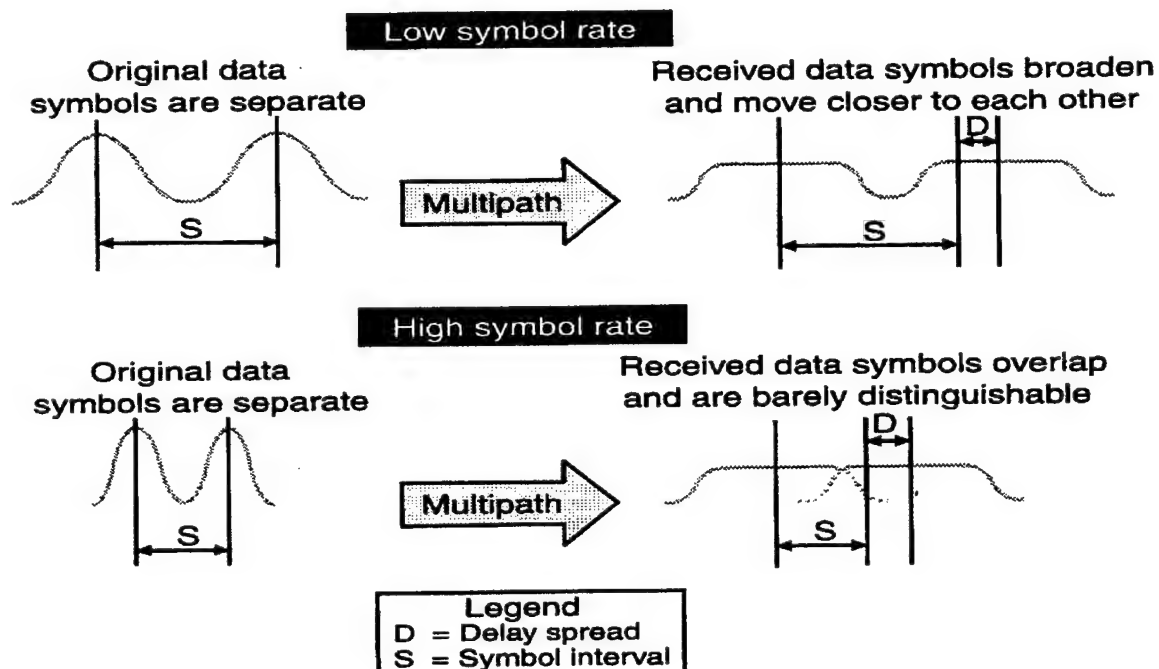 Low symbol rate
Original data
symbols are separate
Received data symbols broaden
and move closer to each other
D
S
Multipath
S
High symbol rate
Original data
symbols are separate
Received data symbols overlap
and are barely distinguishable
D
S
Multipath
S
Legend
D = Delay spread
S = Symbol interval